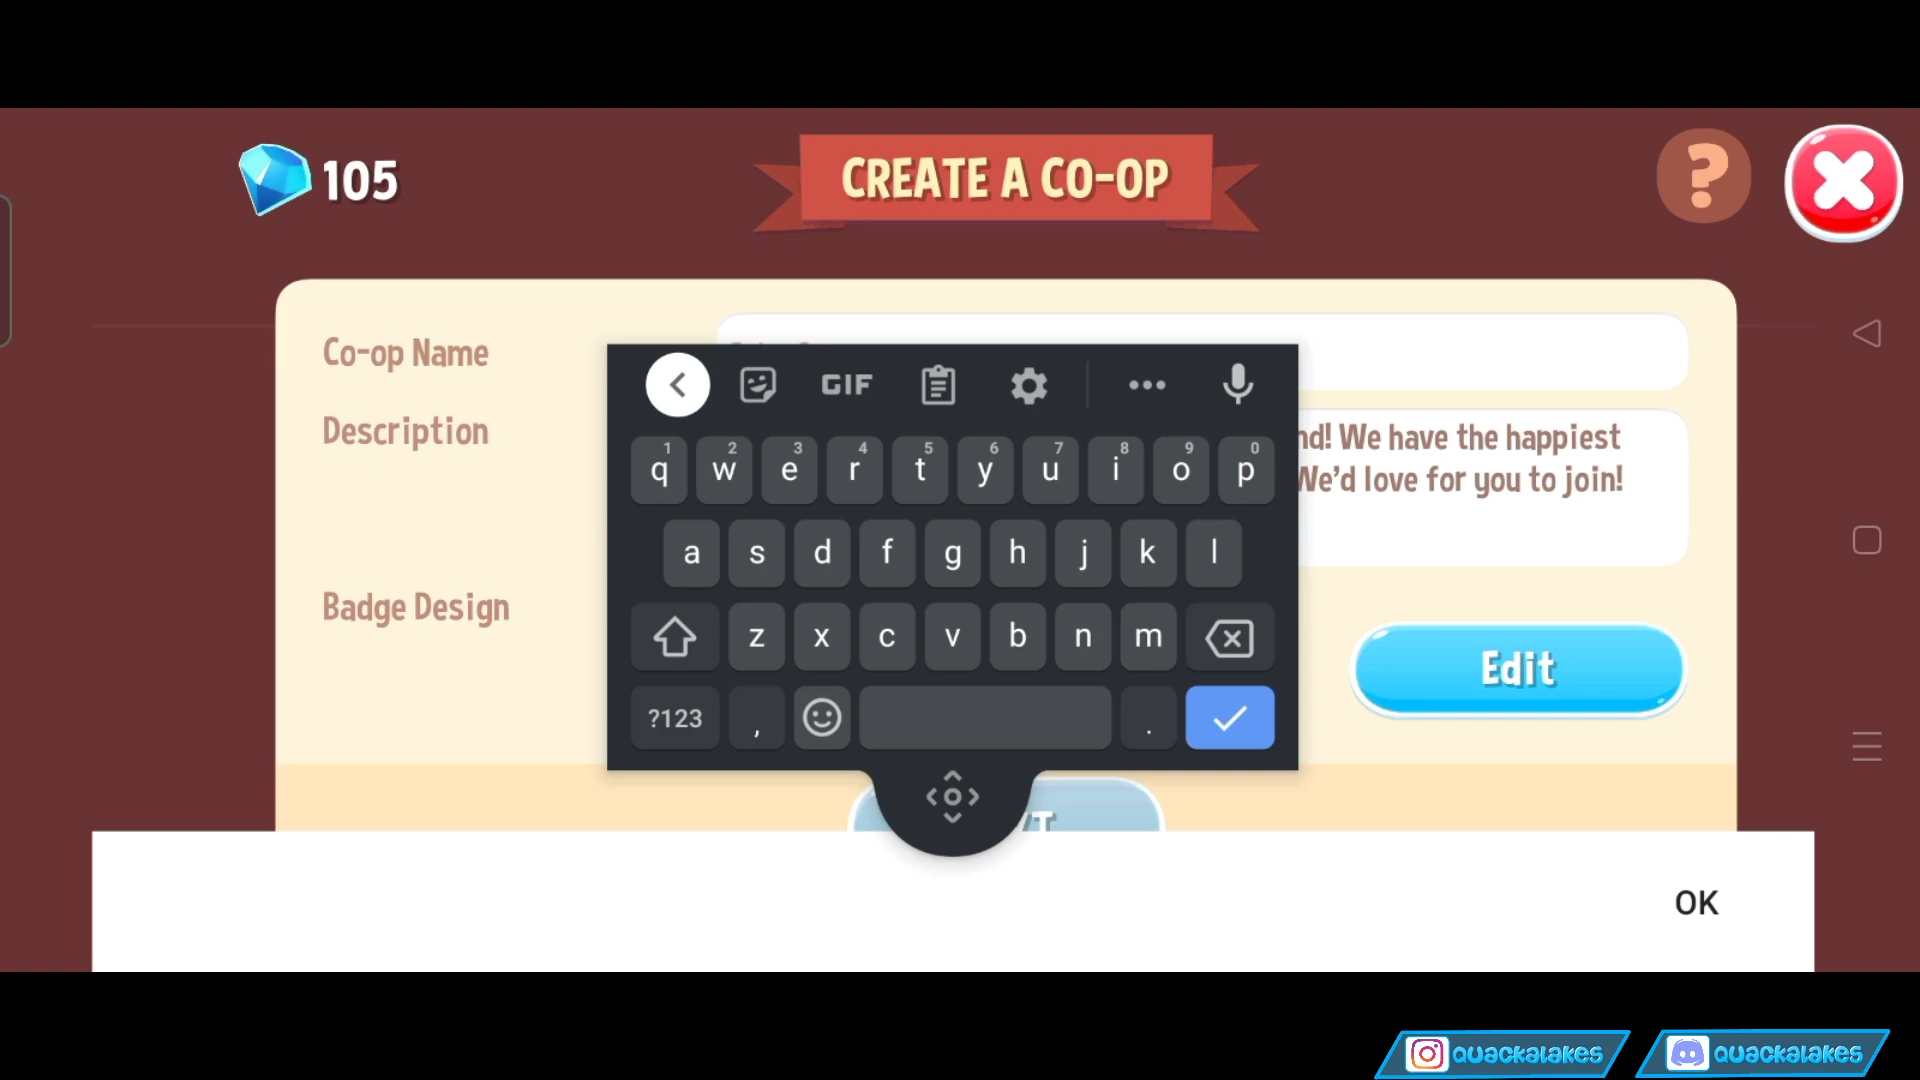 105
CREATE A CO-OP
?
Co-op Name
Description
nd! We have the happiest
We'd love for you to join!
Badge Design
Edit
GIF
1 2 3 4 5 6 7 8 9 0
q w e r t y u i o p
a s d f g h j k l
z x c v b n m
?123 , .
OK
quackalakes
quackalakes